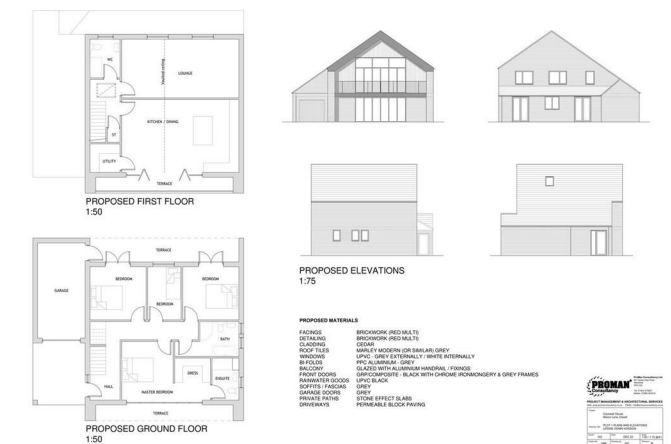 WC
Vaulted ceiling
LOUNGE
KITCHEN / DINING
ST
UTILITY
TERRACE
PROPOSED FIRST FLOOR
1:50
TERRACE
BEDROOM
BEDROOM
BEDROOM
GARAGE
BATH
HALL
DRESS
ENSUITE
MASTER BEDROOM
TERRACE
PROPOSED GROUND FLOOR
1:50
PROPOSED ELEVATIONS
1:75
PROPOSED MATERIALS
FACINGS BRICKWORK (RED MULTI)
DETAILING BRICKWORK (RED MULTI)
CLADDING CEDAR
ROOF TILES MARLEY MODERN (OR SIMILAR) GREY
WINDOWS UPVC - GREY EXTERNALLY / WHITE INTERNALLY
BI-FOLDS PPC ALUMINIUM - GREY
BALCONY GLAZED WITH ALUMINIUM HANDRAIL / FIXINGS
FRONT DOORS GRP/COMPOSITE - BLACK WITH CHROME IRONMONGERY & GREY FRAMES
RAINWATER GOODS UPVC BLACK
SOFFITS / FASCIAS GREY
GARAGE DOORS GREY
PRIVATE PATHS STONE EFFECT SLABS
DRIVEWAYS PERMEABLE BLOCK PAVING
PROMAN
Consultancy
PROJECT MANAGEMENT & ARCHITECTURAL SERVICES
PLOT 1 PLANS AND ELEVATIONS